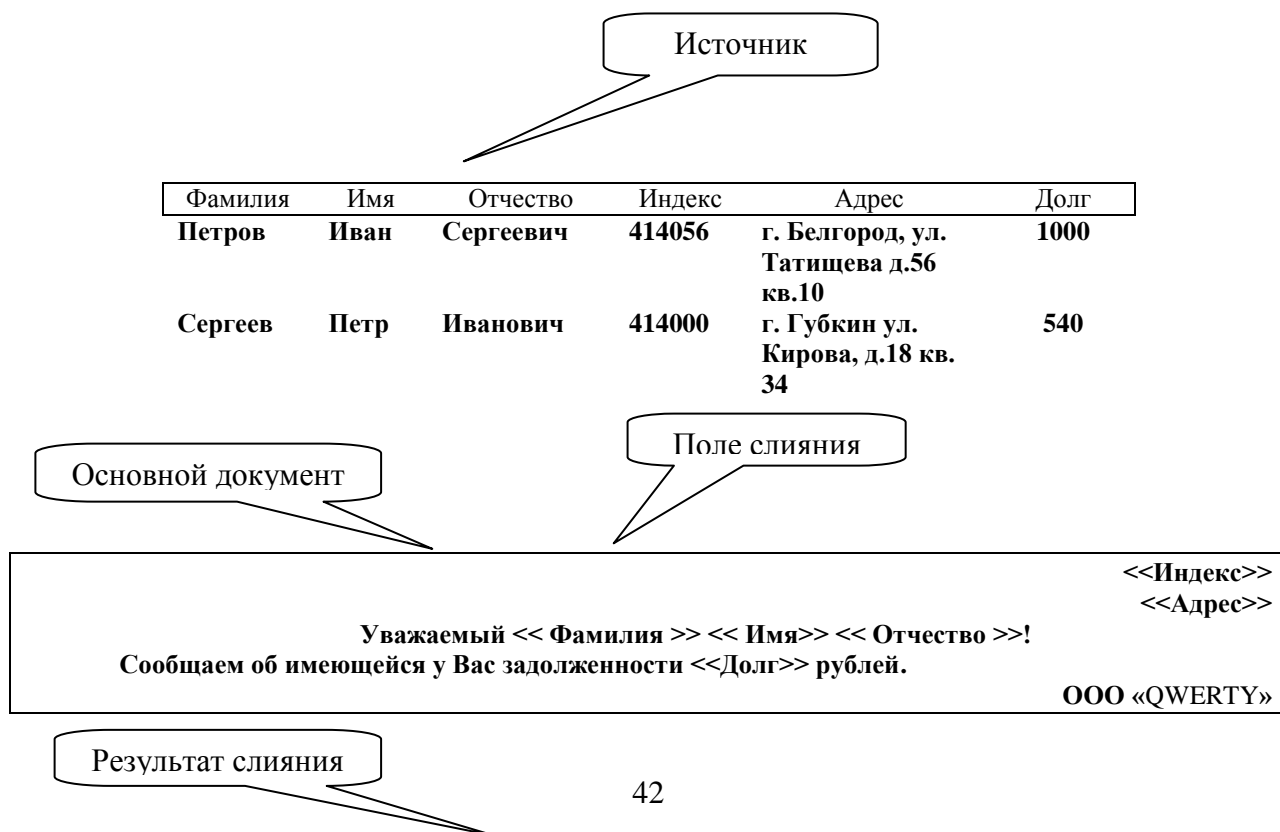 Источник
Фамилия Имя Отчество Индекс Адрес Долг
Петров Иван Сергеевич 414056 г. Белгород, ул. 1000
Татищева д.56
кв.10
Сергеев Петр Иванович 414000 г. Губкин ул. 540
Кирова, д.18 кв.
34
Поле слияния
Основной документ
<<Индекс>>
<<Адрес>>
Уважаемый << Фамилия >> << Имя>> << Отчество >>!
Сообщаем об имеющейся у Вас задолженности <<Долг>> рублей.
ООО «QWERTY»
Результат слияния
42